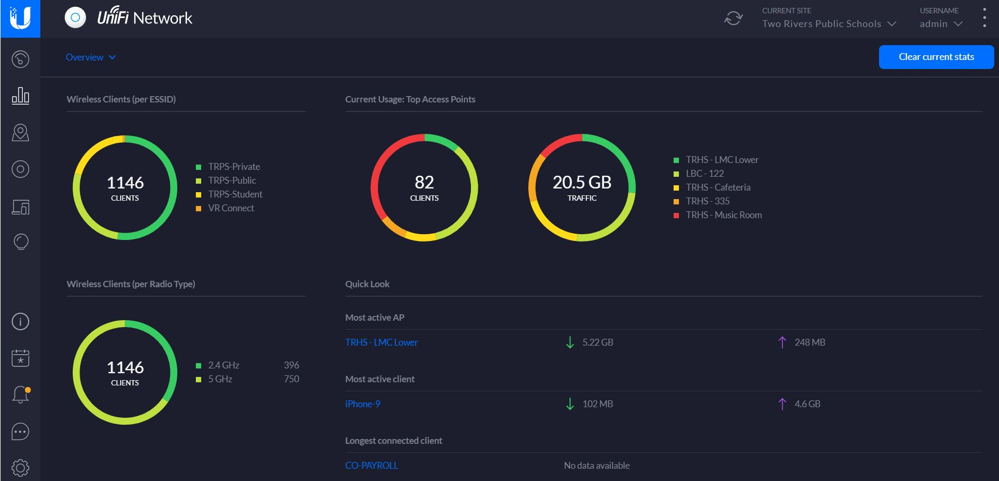 UniFi Network
CURRENT SITE
Two Rivers Public Schools
USERNAME
admin
Overview
Clear current stats
Wireless Clients (per ESSID)
1146
CLIENTS
TRPS-Private
TRPS-Public
TRPS-Student
VR Connect
Current Usage: Top Access Points
82
CLIENTS
20.5 GB
TRAFFIC
TRHS - LMC Lower
LBC - 122
TRHS - Cafeteria
TRHS - 335
TRHS - Music Room
Wireless Clients (per Radio Type)
1146
CLIENTS
2.4 GHz 396
5 GHz 750
Quick Look
Most active AP
TRHS - LMC Lower 5.22 GB 248 MB
Most active client
iPhone-9 102 MB 4.6 GB
Longest connected client
CO-PAYROLL No data available